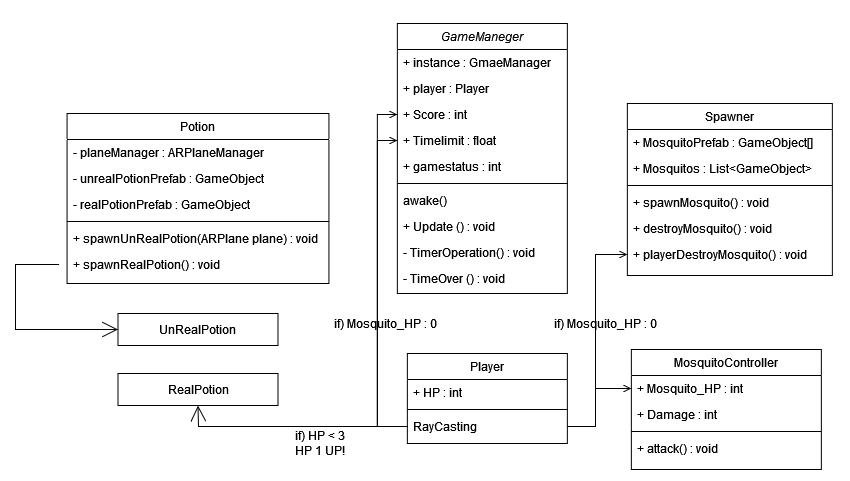 GameManeger
+ instance : GmaeManager
+ player : Player
+ Score : int
+ Timelimit : float
+ gamestatus : int
awake()
+ Update () : void
- TimerOperation() : void
- TimeOver () : void
Potion
- planeManager : ARPlaneManager
- unrealPotionPrefab : GameObject
- realPotionPrefab : GameObject
+ spawnUnRealPotion(ARPlane plane) : void
+ spawnRealPotion() : void
Spawner
+ MosquitoPrefab : GameObject[]
+ Mosquitos : List<GameObject>
+ spawnMosquito() : void
+ destroyMosquito() : void
+ playerDestroyMosquito() : void
UnRealPotion
if) Mosquito_HP : 0
if) Mosquito_HP : 0
RealPotion
Player
+ HP : int
RayCasting
MosquitoController
+ Mosquito_HP : int
+ Damage : int
+ attack() : void
if) HP < 3
HP 1 UP!